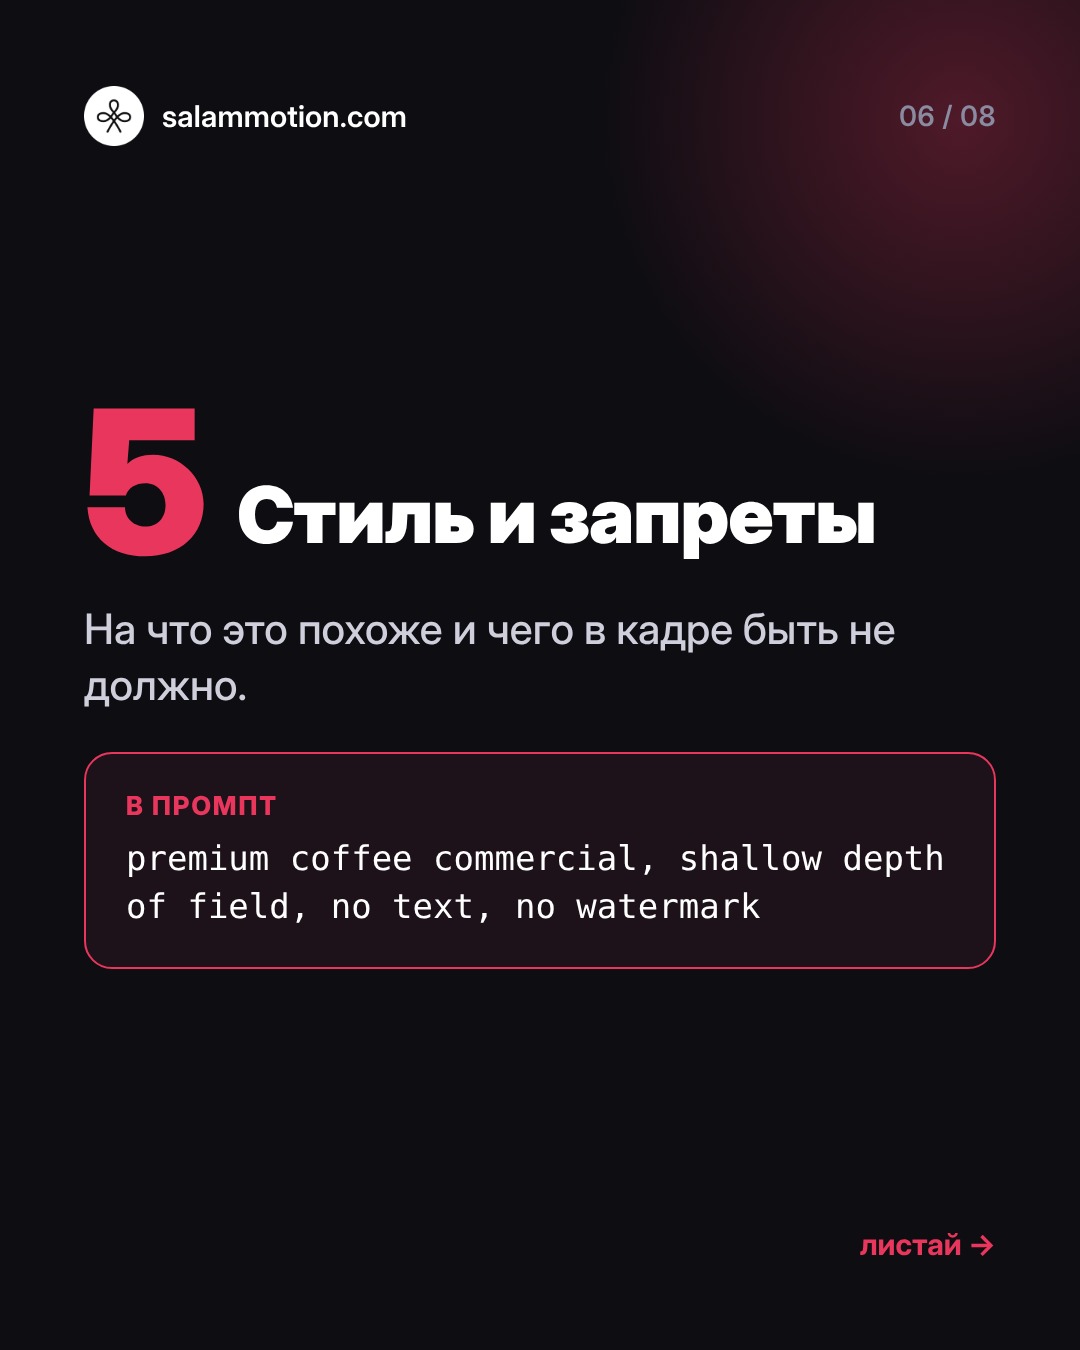 salammotion.com
06 / 08
5 Стиль и запреты
На что это похоже и чего в кадре быть не
должно.
В ПРОМПТ
premium coffee commercial, shallow depth
of field, no text, no watermark
листай →